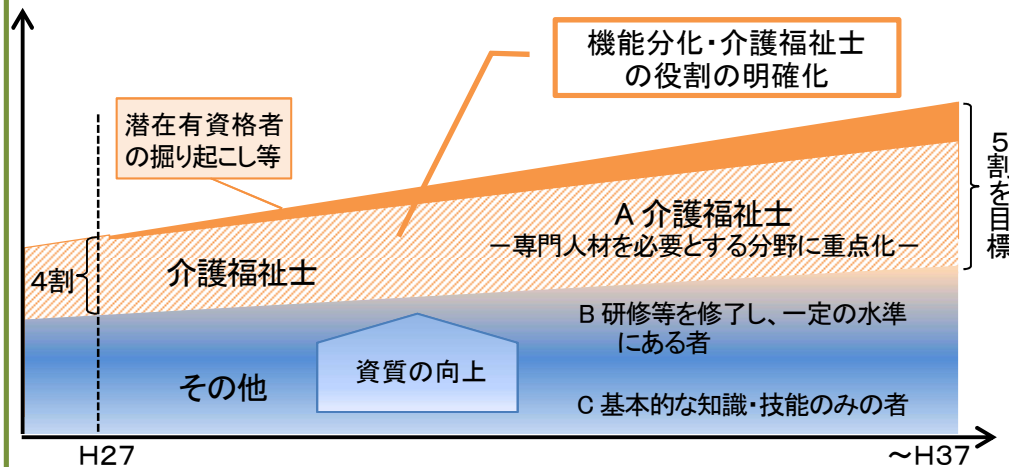 機能分化・介護福祉士
の役割の明確化
潜在有資格者
の掘り起こし等
5割を目標
A 介護福祉士
－専門人材を必要とする分野に重点化－
4割
介護福祉士
B 研修等を修了し、一定の水準
にある者
資質の向上
その他
C 基本的な知識・技能のみの者
H27
～H37